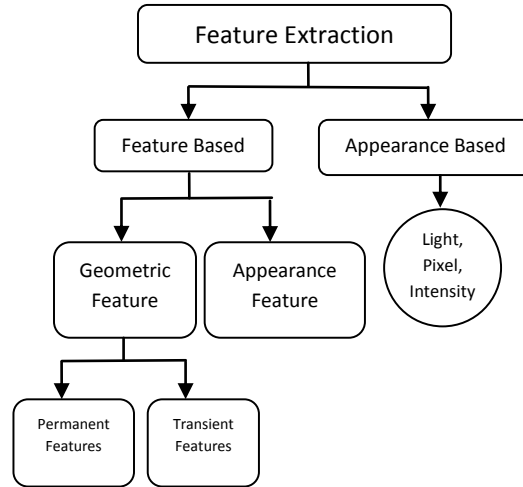 Feature Extraction
Feature Based
Appearance Based
Geometric
Feature
Appearance
Feature
Light,
Pixel,
Intensity
Permanent
Features
Transient
Features